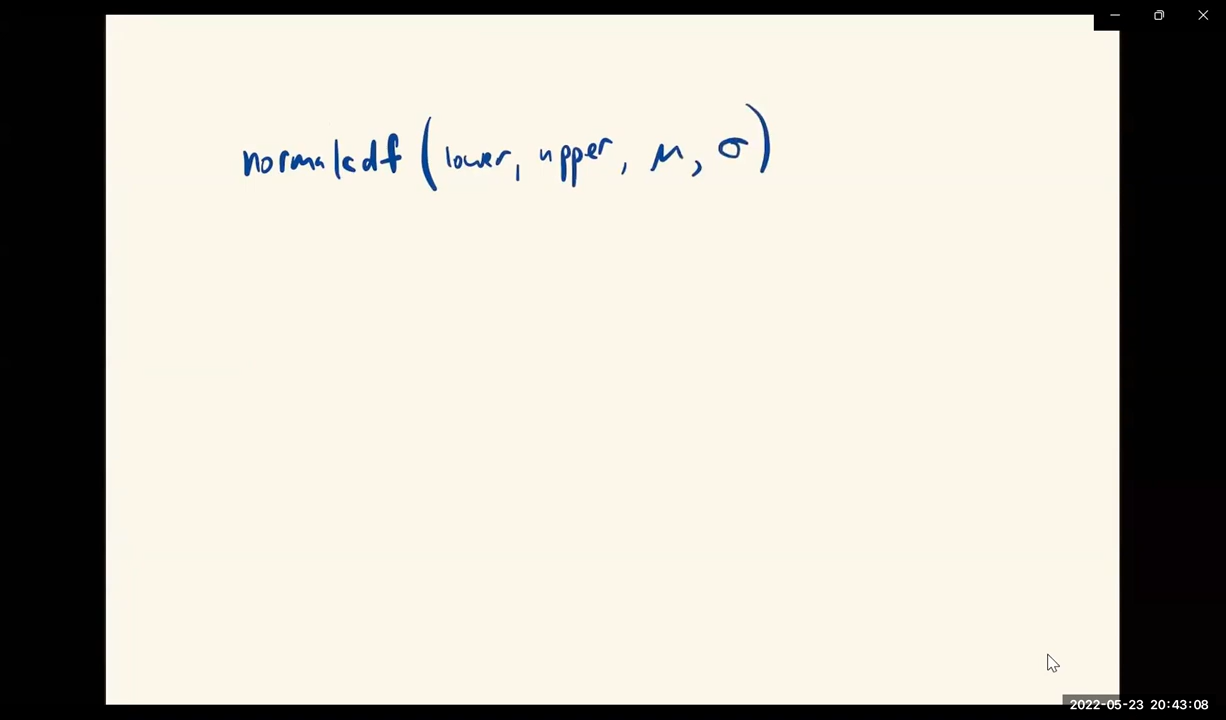 normalcdf (lower, upper, μ, σ)
2022-05-23 20:43:08